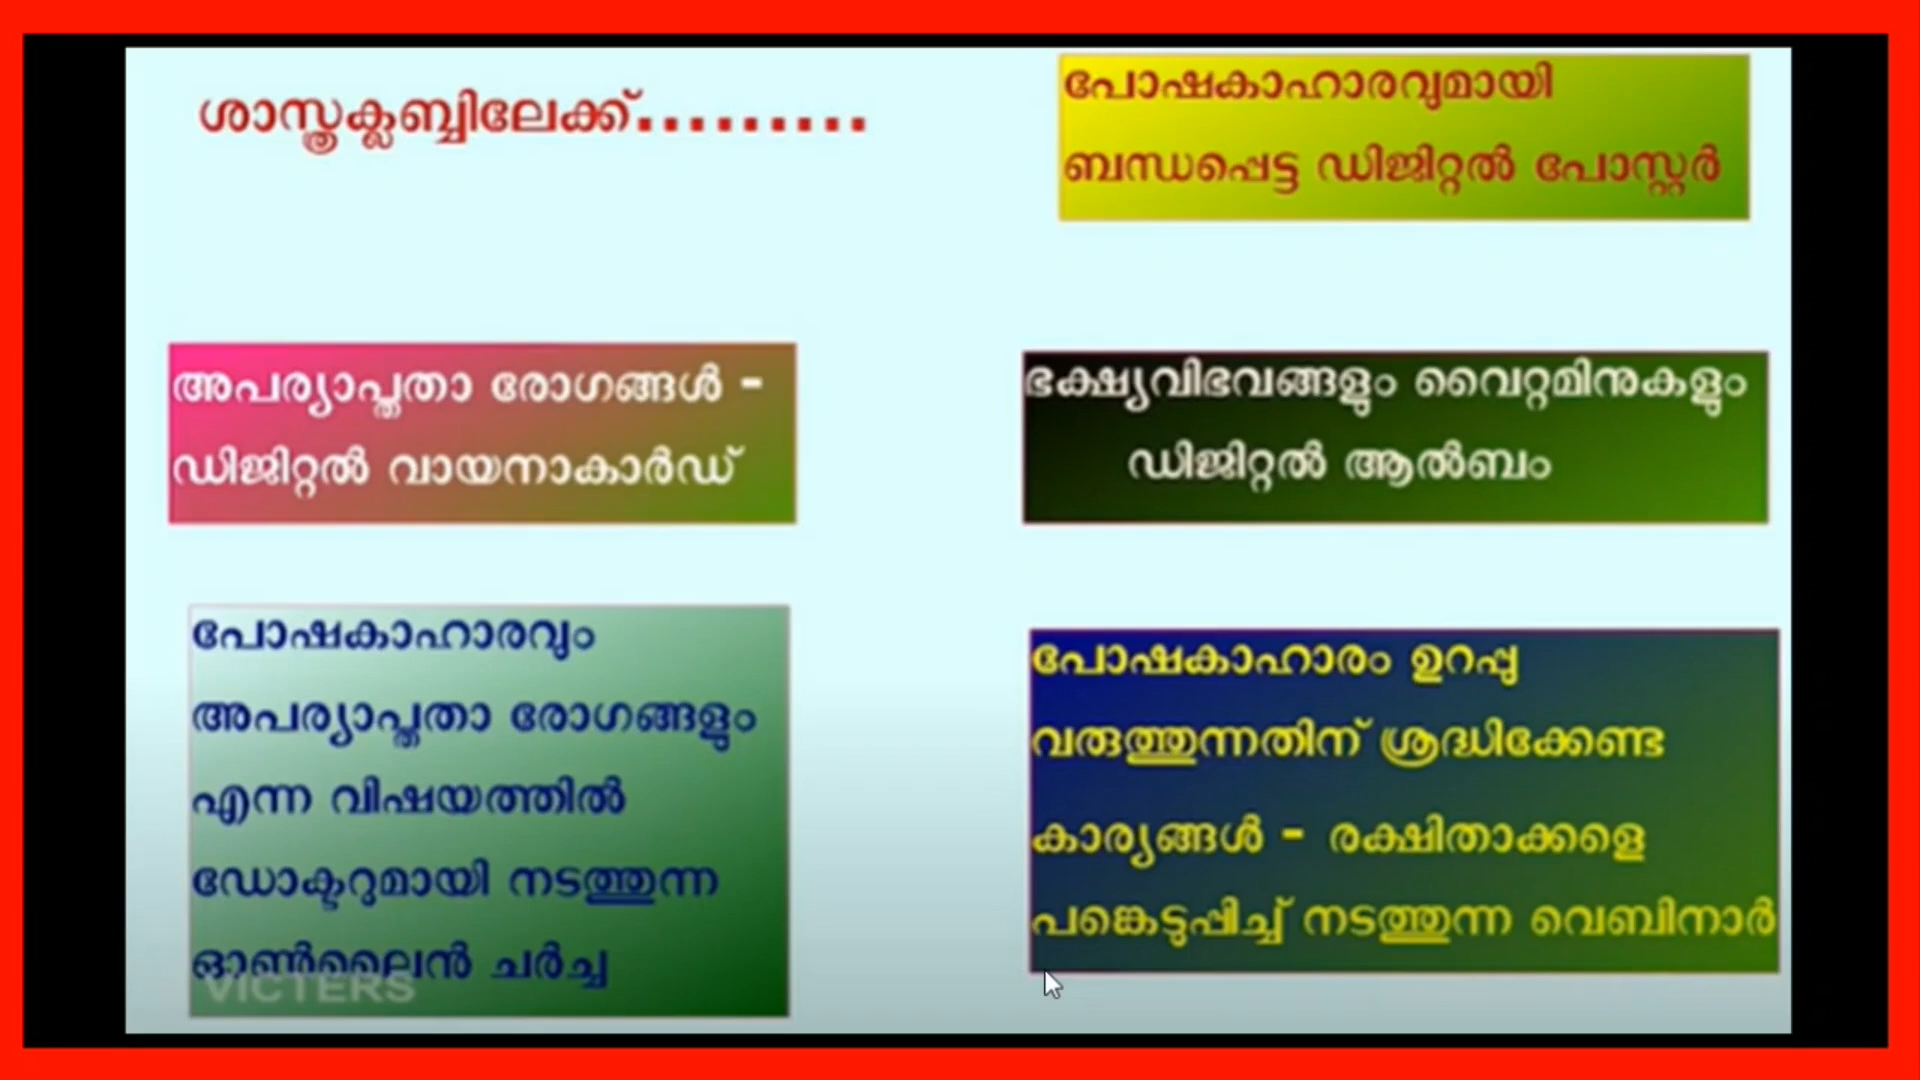 ശാസ്ത്രക്ലബ്ബിലേക്ക്.........
പോഷകാഹാരവുമായി
ബന്ധപ്പെട്ട ഡിജിറ്റൽ പോസ്റ്റർ
അപര്യാപ്തതാ രോഗങ്ങൾ -
ഡിജിറ്റൽ വായനാകാർഡ്
ഭക്ഷ്യവിഭവങ്ങളും വൈറ്റമിനുകളും
ഡിജിറ്റൽ ആൽബം
പോഷകാഹാരവും
അപര്യാപ്തതാ രോഗങ്ങളും
എന്ന വിഷയത്തിൽ
ഡോക്ടറുമായി നടത്തുന്ന
ഓൺലൈൻ ചർച്ച
VICTERS
പോഷകാഹാരം ഉറപ്പു
വരുത്തുന്നതിന് ശ്രദ്ധിക്കേണ്ട
കാര്യങ്ങൾ - രക്ഷിതാക്കളെ
പങ്കെടുപ്പിച്ച് നടത്തുന്ന വെബിനാർ